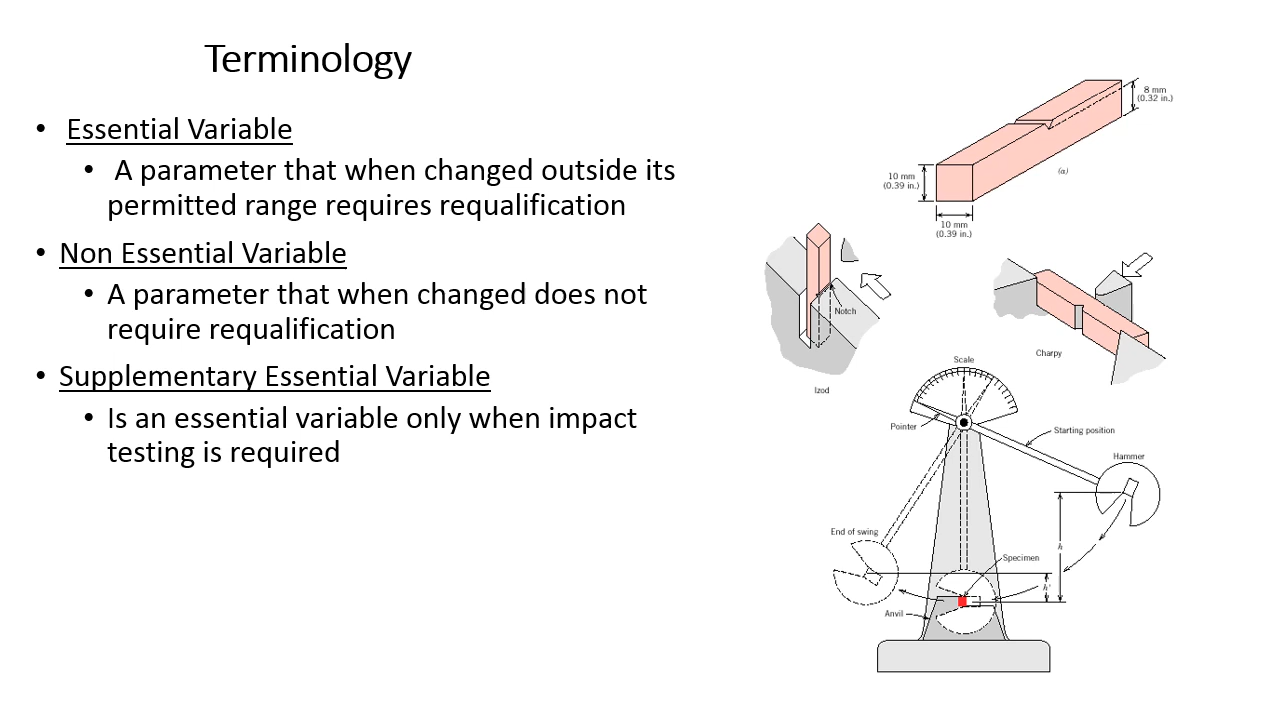 Terminology
• Essential Variable
• A parameter that when changed outside its
permitted range requires requalification
• Non Essential Variable
• A parameter that when changed does not
require requalification
• Supplementary Essential Variable
• Is an essential variable only when impact
testing is required
8 mm
(0.32 in.)
10 mm
(0.39 in.)
(a)
10 mm
(0.39 in.)
Notch
Izod
Charpy
Scale
Pointer
Starting position
Hammer
End of swing
h
Specimen
h'
Anvil